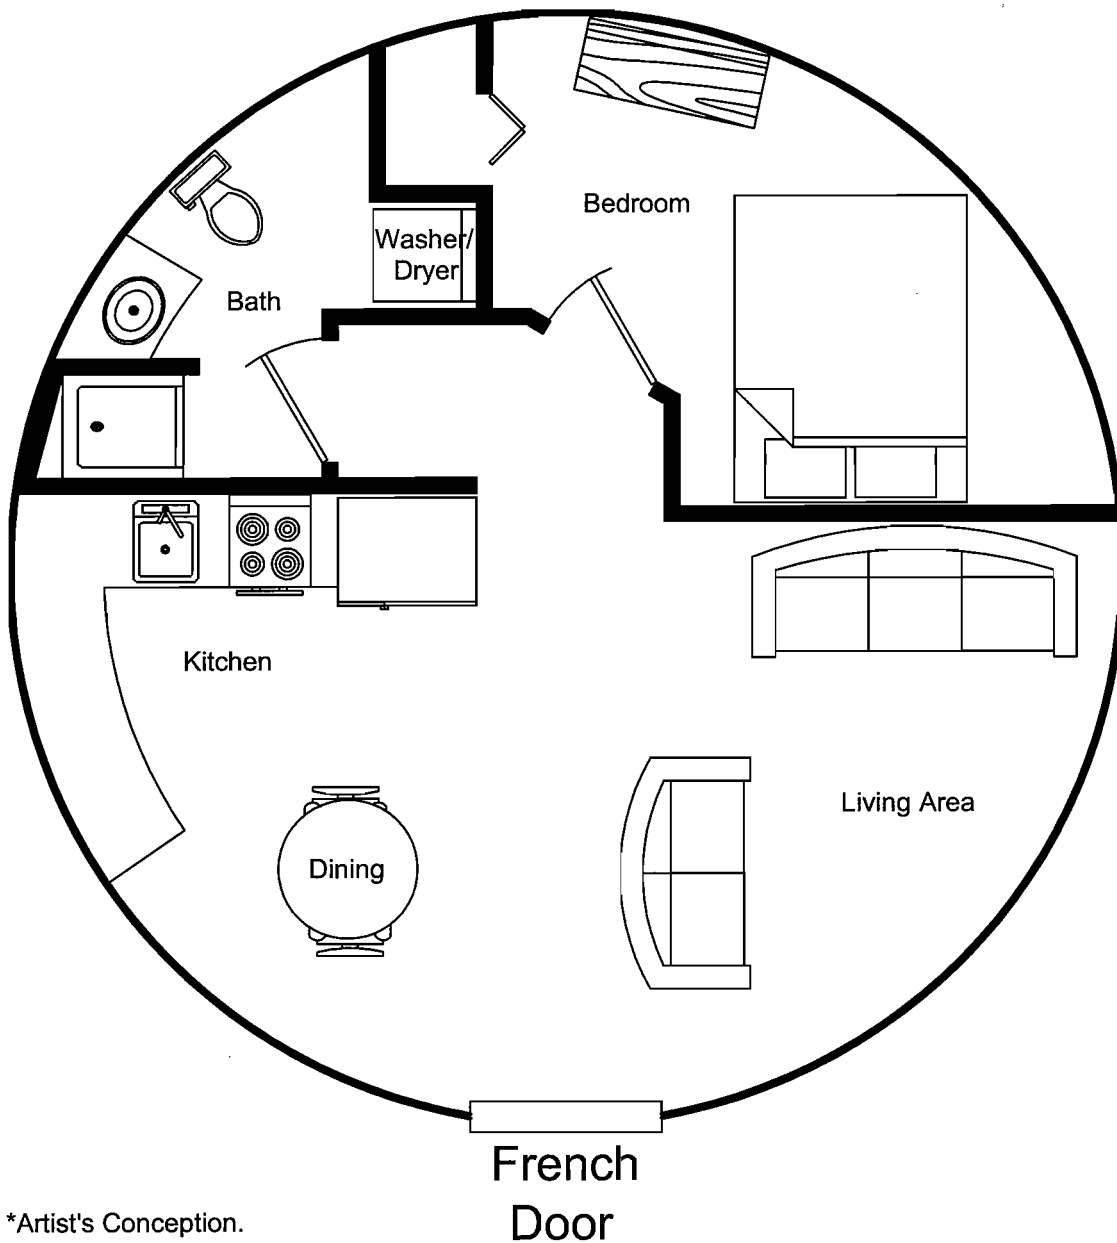 Bedroom
Washer/
Dryer
Bath
Kitchen
Living Area
Dining
French
Door
*Artist's Conception.